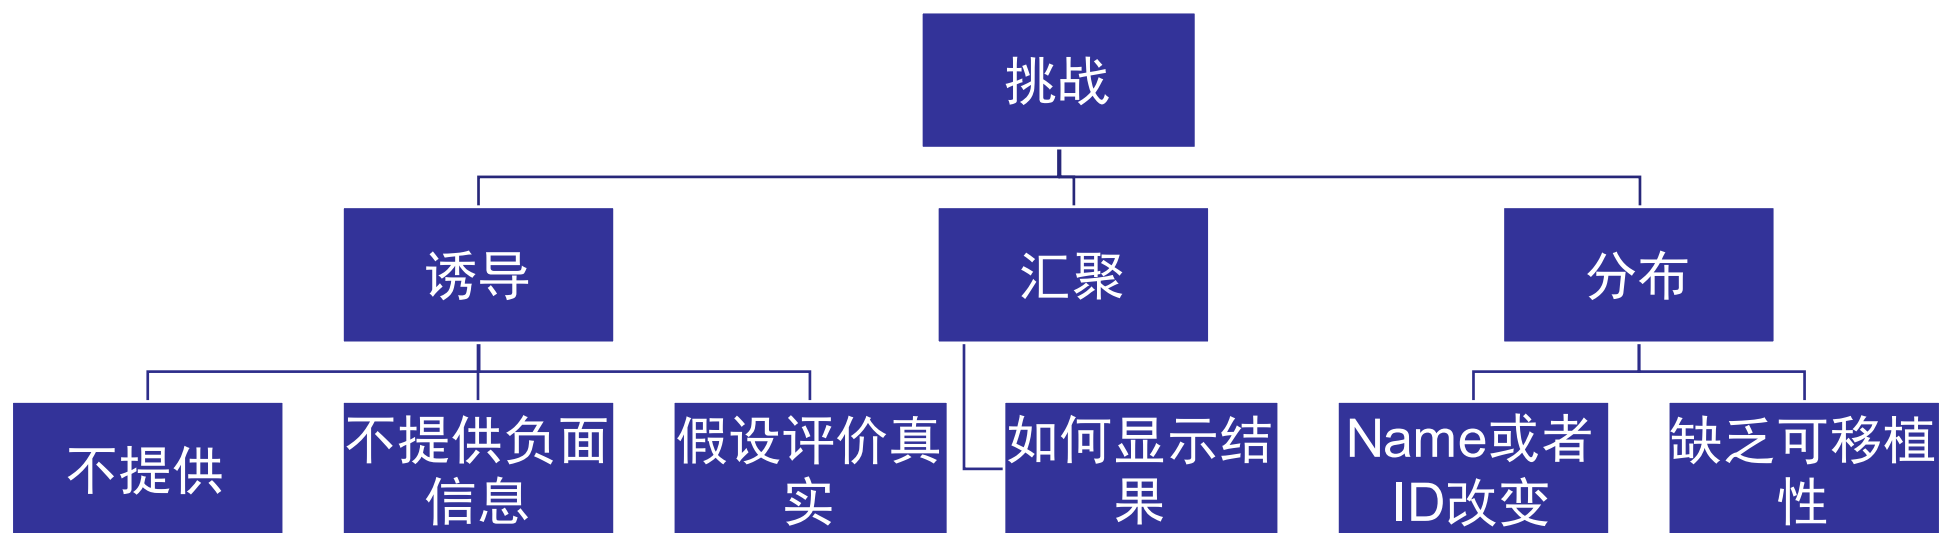 挑战
诱导
汇聚
分布
不提供
不提供负面
信息
假设评价真
实
如何显示结
果
Name或者
ID改变
缺乏可移植
性